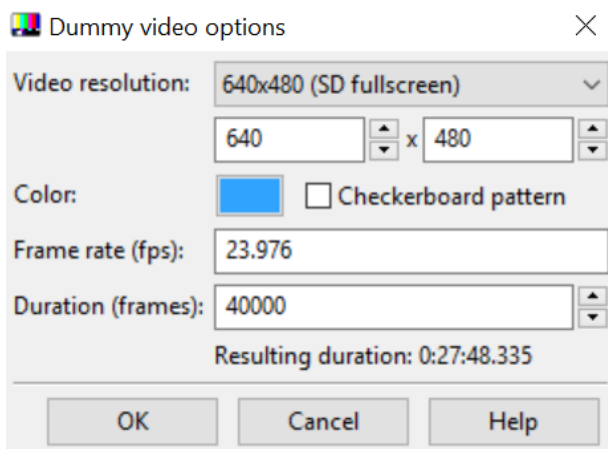 Dummy video options
Video resolution: 640x480 (SD fullscreen)
640 x 480
Color: Checkerboard pattern
Frame rate (fps): 23.976
Duration (frames): 40000
Resulting duration: 0:27:48.335
OK Cancel Help